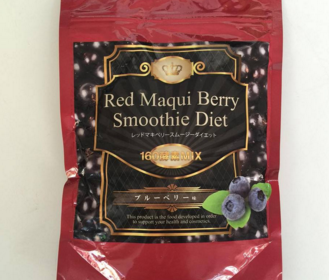 Red Maqui Berry
Smoothie Diet
レッドマキベリースムージーダイエット
ブルーベリー味
This product is the food developed in order
to support your health and